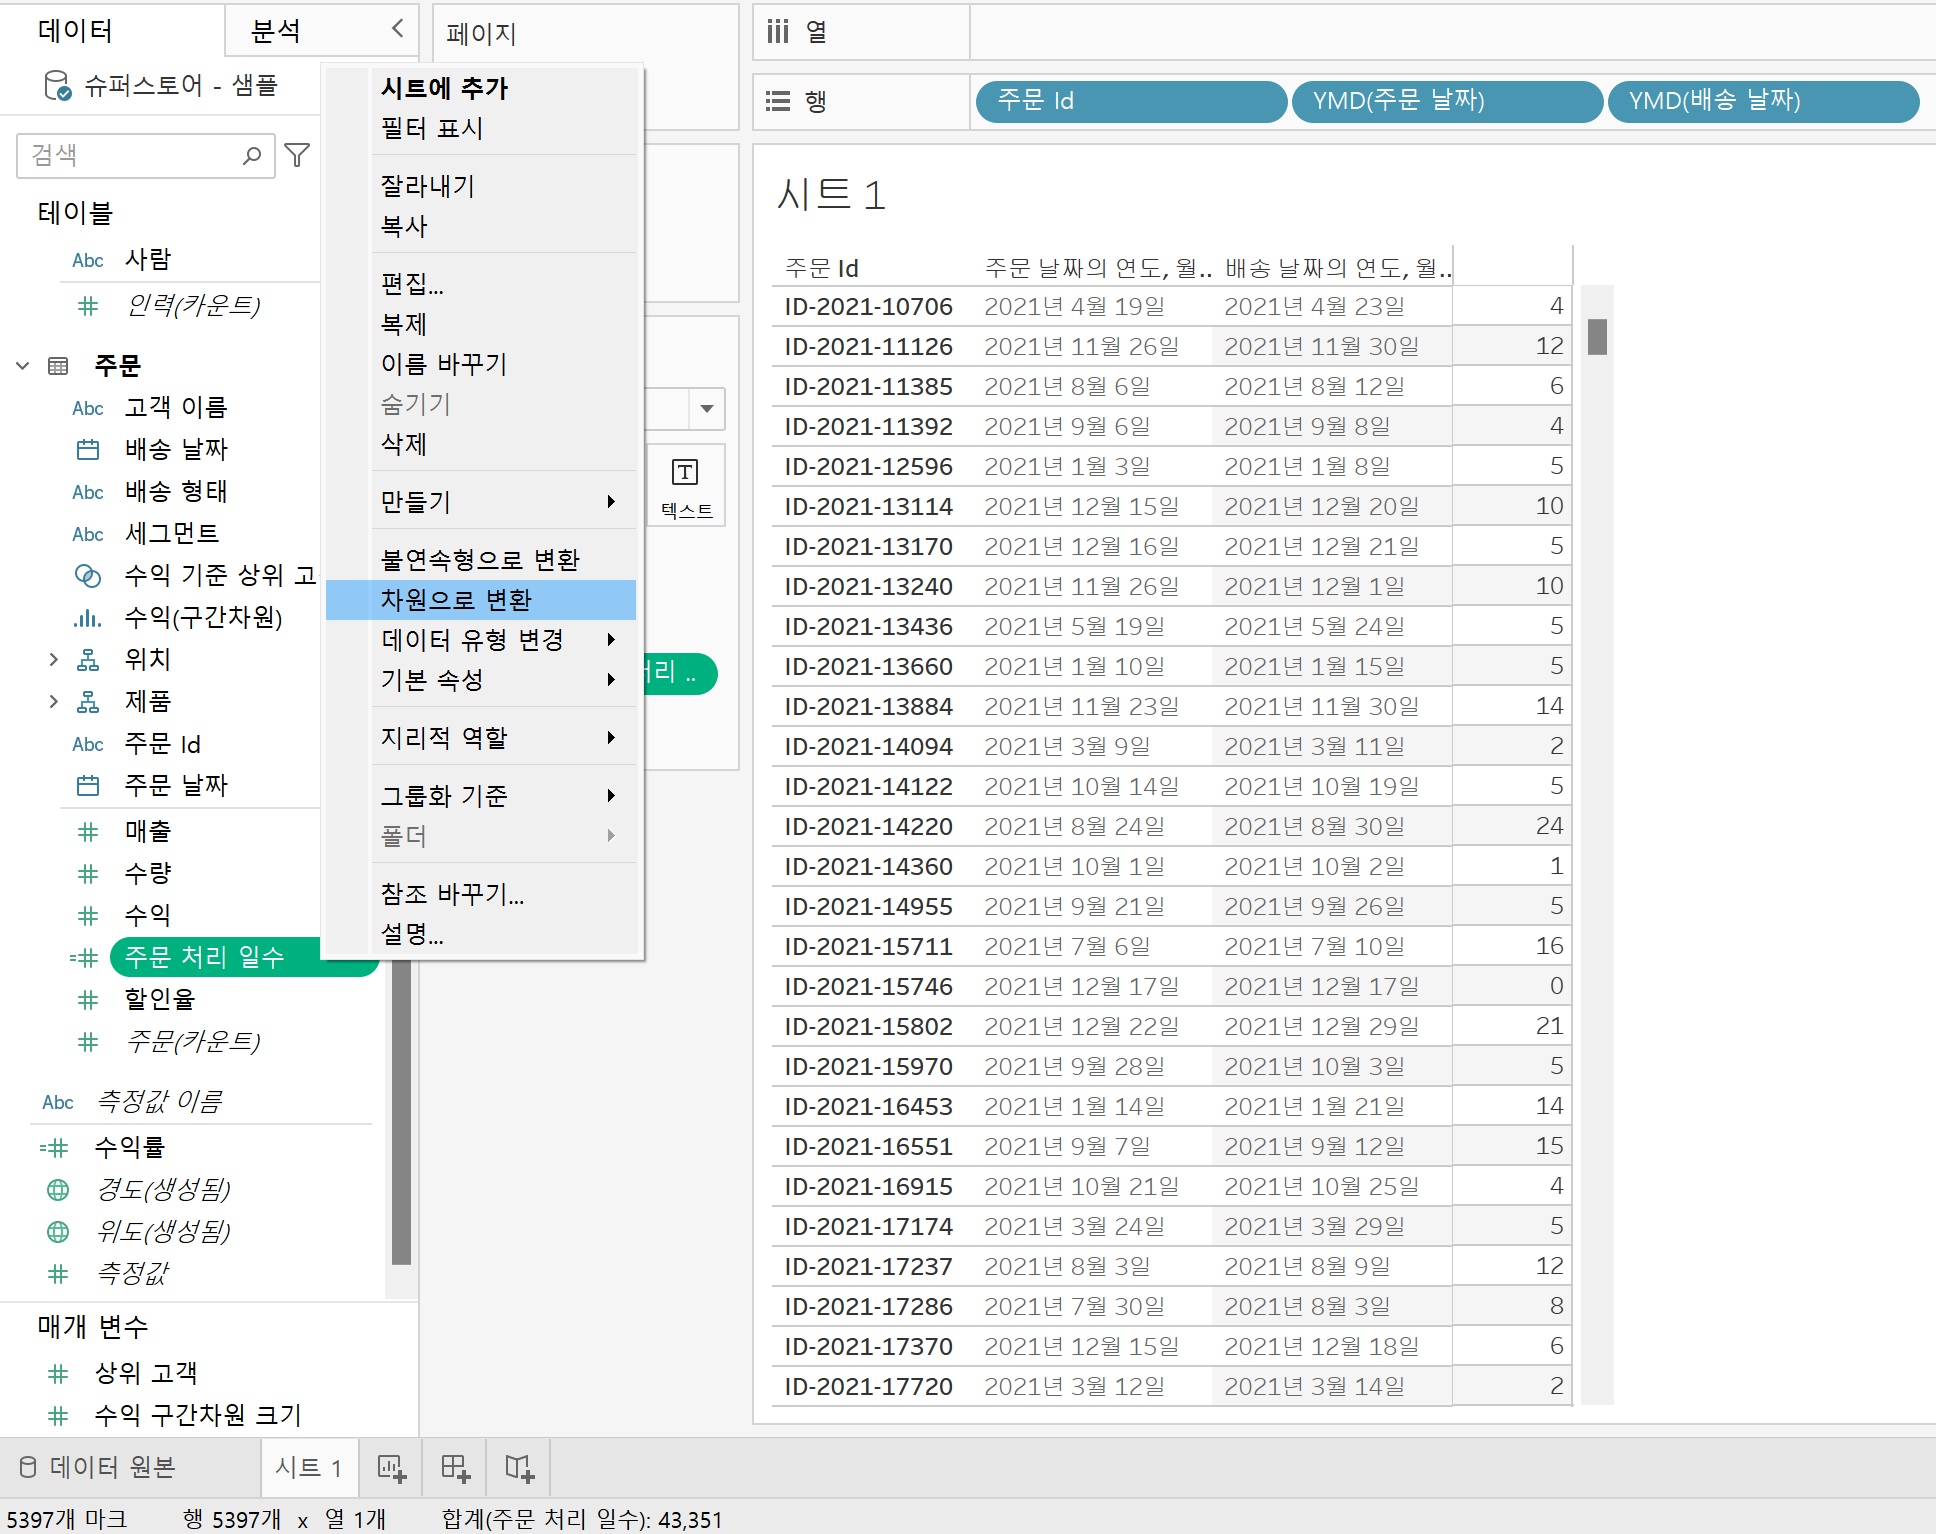 데이터
분석
슈퍼스토어 - 샘플
검색
테이블
Abc 사람
인력(카운트)
주문
Abc 고객 이름
배송 날짜
Abc 배송 형태
Abc 세그먼트
수익 기준 상위 고
수익(구간차원)
위치
제품
Abc 주문 Id
주문 날짜
매출
수량
수익
주문 처리 일수
할인율
주문(카운트)
Abc 측정값 이름
수익률
경도(생성됨)
위도(생성됨)
측정값
매개 변수
상위 고객
수익 구간차원 크기
시트에 추가
필터 표시
잘라내기
복사
편집...
복제
이름 바꾸기
숨기기
삭제
만들기
불연속형으로 변환
차원으로 변환
데이터 유형 변경
기본 속성
지리적 역할
그룹화 기준
폴더
참조 바꾸기...
설명...
페이지
텍스트
처리 ..
열
행 주문 Id YMD(주문 날짜) YMD(배송 날짜)
시트 1
주문 Id 주문 날짜의 연도, 월.. 배송 날짜의 연도, 월..
ID-2021-10706 2021년 4월 19일 2021년 4월 23일 4
ID-2021-11126 2021년 11월 26일 2021년 11월 30일 12
ID-2021-11385 2021년 8월 6일 2021년 8월 12일 6
ID-2021-11392 2021년 9월 6일 2021년 9월 8일 4
ID-2021-12596 2021년 1월 3일 2021년 1월 8일 5
ID-2021-13114 2021년 12월 15일 2021년 12월 20일 10
ID-2021-13170 2021년 12월 16일 2021년 12월 21일 5
ID-2021-13240 2021년 11월 26일 2021년 12월 1일 10
ID-2021-13436 2021년 5월 19일 2021년 5월 24일 5
ID-2021-13660 2021년 1월 10일 2021년 1월 15일 5
ID-2021-13884 2021년 11월 23일 2021년 11월 30일 14
ID-2021-14094 2021년 3월 9일 2021년 3월 11일 2
ID-2021-14122 2021년 10월 14일 2021년 10월 19일 5
ID-2021-14220 2021년 8월 24일 2021년 8월 30일 24
ID-2021-14360 2021년 10월 1일 2021년 10월 2일 1
ID-2021-14955 2021년 9월 21일 2021년 9월 26일 5
ID-2021-15711 2021년 7월 6일 2021년 7월 10일 16
ID-2021-15746 2021년 12월 17일 2021년 12월 17일 0
ID-2021-15802 2021년 12월 22일 2021년 12월 29일 21
ID-2021-15970 2021년 9월 28일 2021년 10월 3일 5
ID-2021-16453 2021년 1월 14일 2021년 1월 21일 14
ID-2021-16551 2021년 9월 7일 2021년 9월 12일 15
ID-2021-16915 2021년 10월 21일 2021년 10월 25일 4
ID-2021-17174 2021년 3월 24일 2021년 3월 29일 5
ID-2021-17237 2021년 8월 3일 2021년 8월 9일 12
ID-2021-17286 2021년 7월 30일 2021년 8월 3일 8
ID-2021-17370 2021년 12월 15일 2021년 12월 18일 6
ID-2021-17720 2021년 3월 12일 2021년 3월 14일 2
데이터 원본 시트 1
5397개 마크 행 5397개 x 열 1개 합계(주문 처리 일수): 43,351